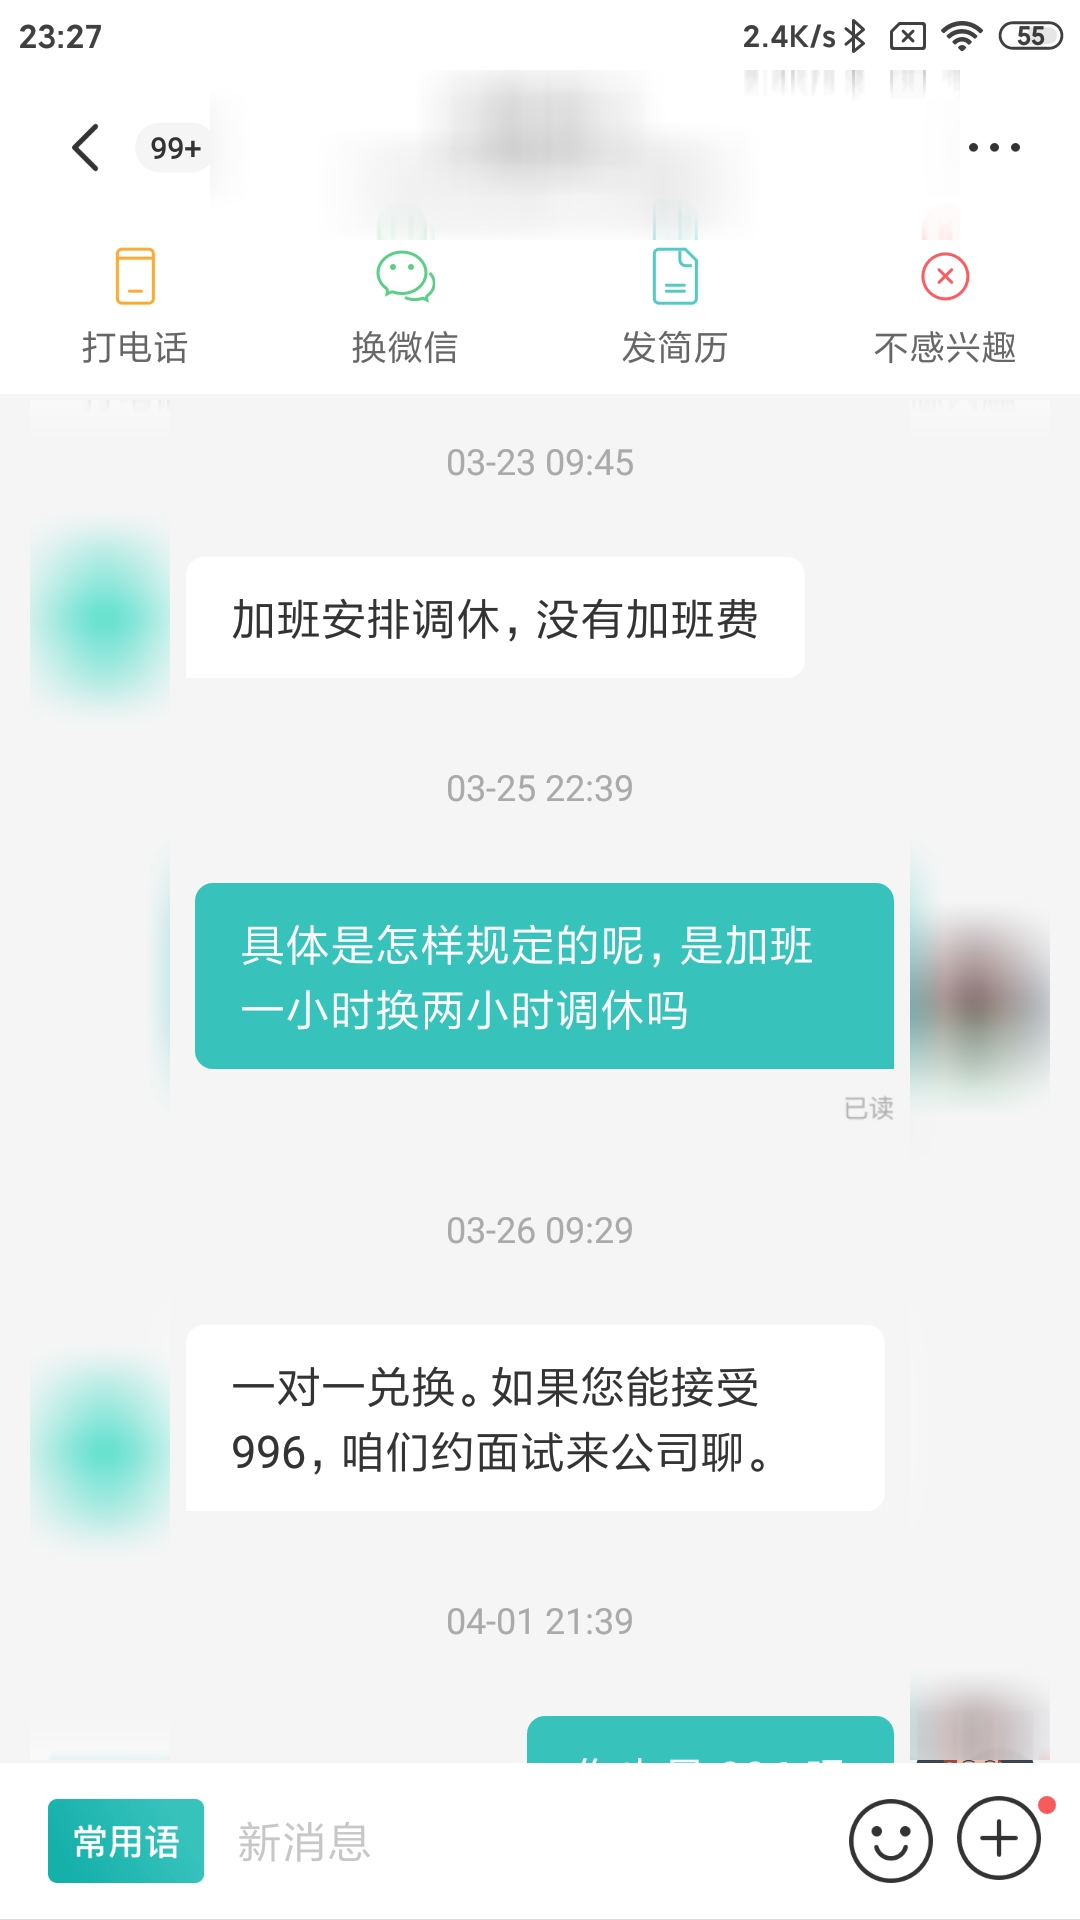 23:27
2.4K/s
55
99+
打电话
换微信
发简历
不感兴趣
03-23 09:45
加班安排调休，没有加班费
03-25 22:39
具体是怎样规定的呢，是加班
一小时换两小时调休吗
已读
03-26 09:29
一对一兑换。如果您能接受
996，咱们约面试来公司聊。
04-01 21:39
常用语
新消息